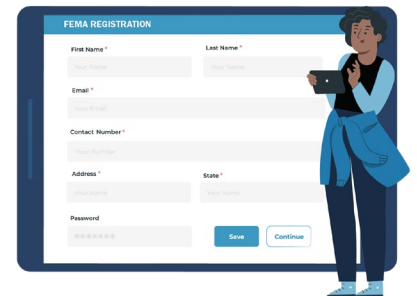 FEMA REGISTRATION
First Name * Last Name *
Your Name Your Name
Email *
Your Email
Contact Number *
Your Number
Address * State *
Your Name Your Name
Password
********
Save Continue